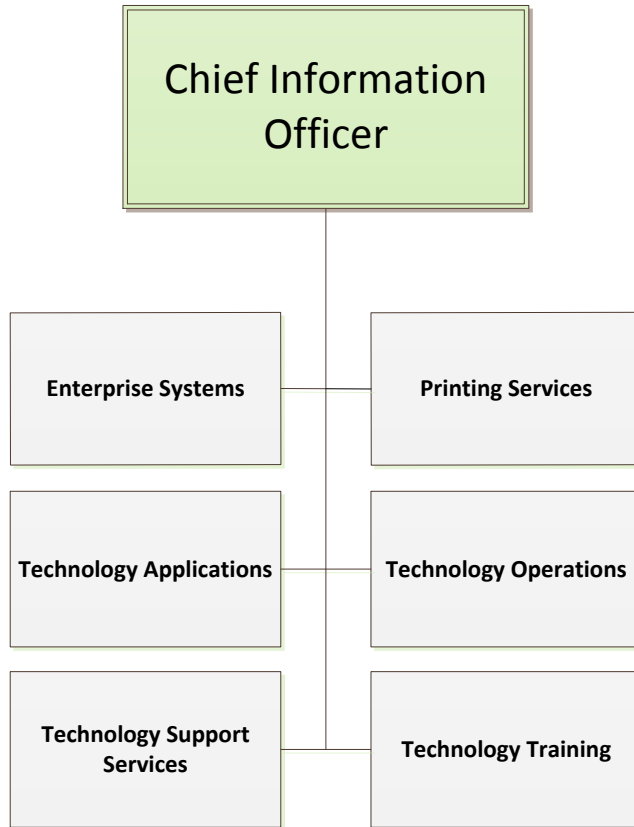 Chief Information
Officer
Enterprise Systems
Printing Services
Technology Applications
Technology Operations
Technology Support
Services
Technology Training